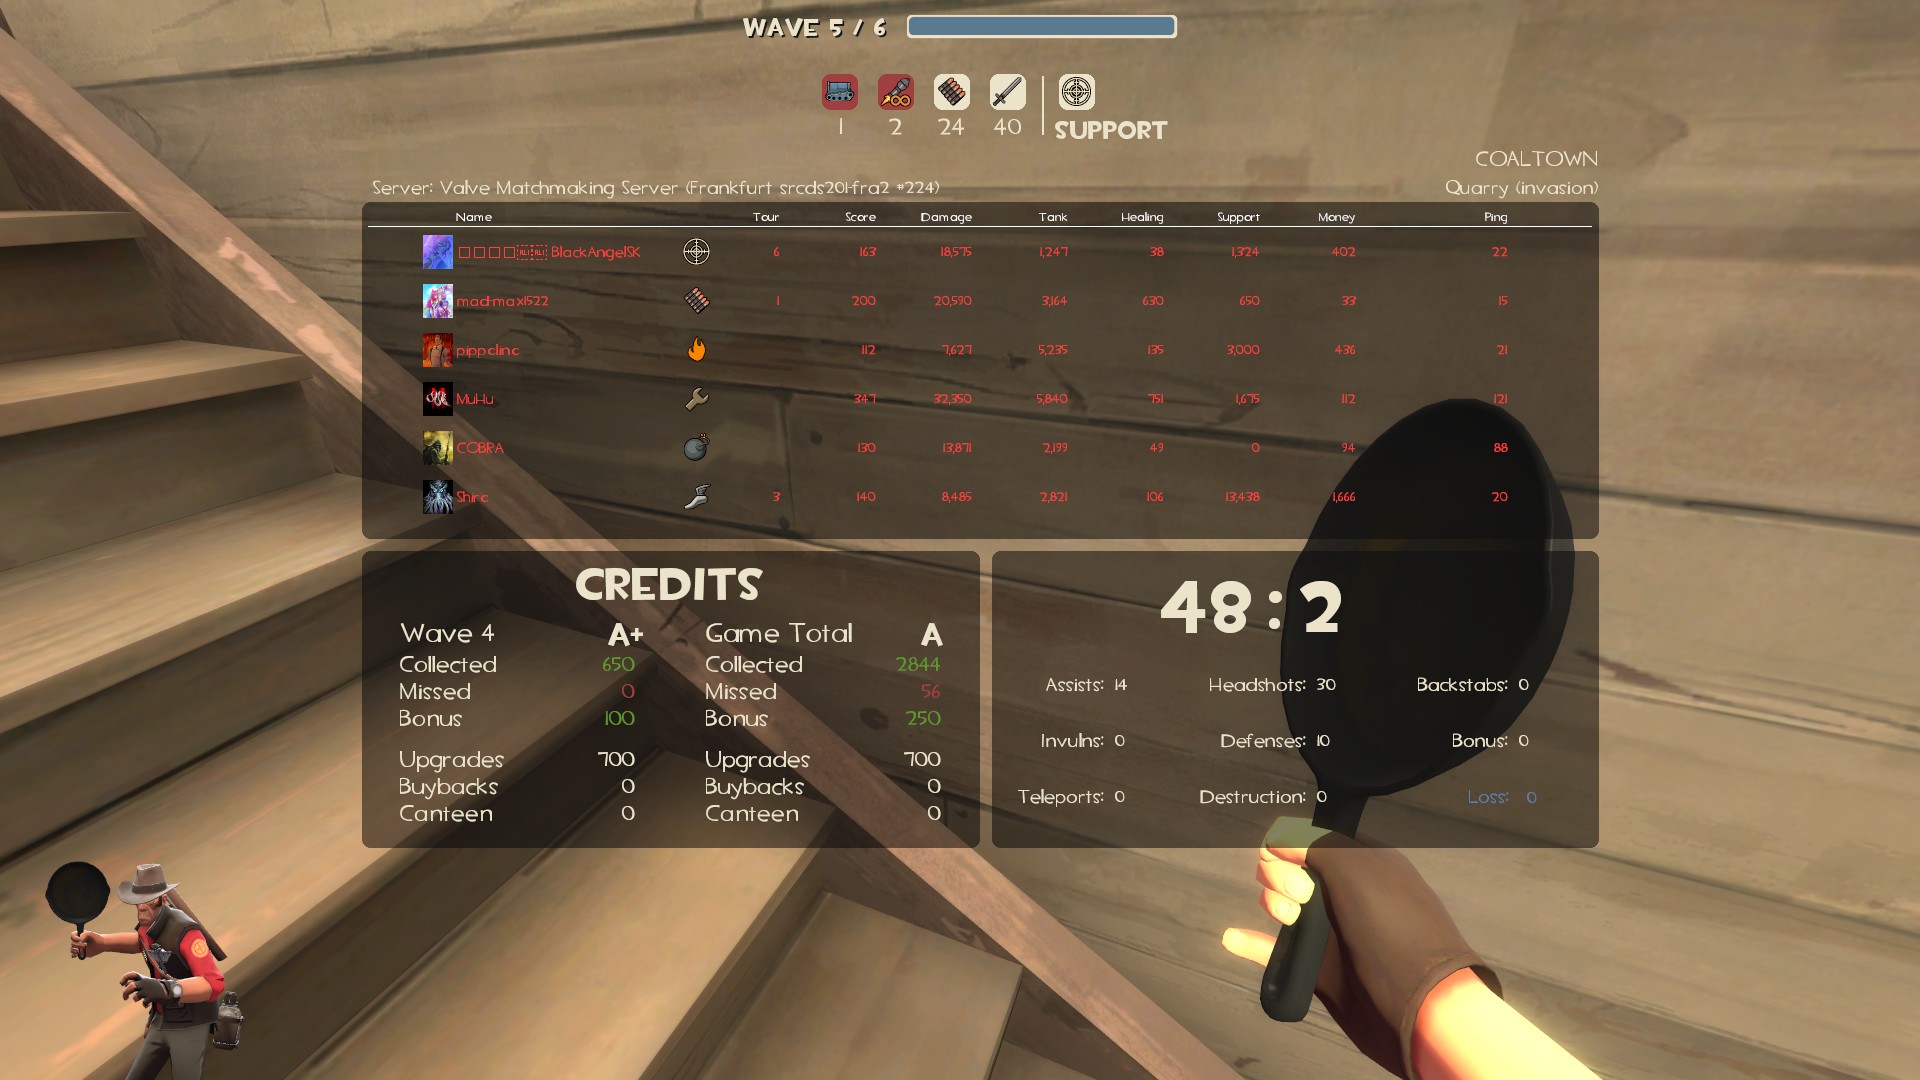 WAVE 5 / 6
1 2 24 40 SUPPORT
COALTOWN
Server: Valve Matchmaking Server (Frankfurt srcds201-fra2 #224) Quarry (invasion)
Name Tour Score Damage Tank Healing Support Money Ping
BlackAngelSK 6 163 18,575 1,247 38 1,324 402 22
mad-max1522 1 200 20,590 3,164 630 650 33 15
112 7,627 5,235 135 3,000 436 21
MuHu 347 32,350 5,840 751 1,675 112 121
COBRA 130 13,871 2,199 49 0 94 88
3 140 8,485 2,821 106 13,438 1,666 20
CREDITS
Wave 4 A+ Game Total A
Collected 650 Collected 2844
Missed 0 Missed 56
Bonus 100 Bonus 250
Upgrades 700 Upgrades 700
Buybacks 0 Buybacks 0
Canteen 0 Canteen 0
48:2
Assists: 14 Headshots: 30 Backstabs: 0
Invulns: 0 Defenses: 10 Bonus: 0
Teleports: 0 Destruction: 0 Loss: 0